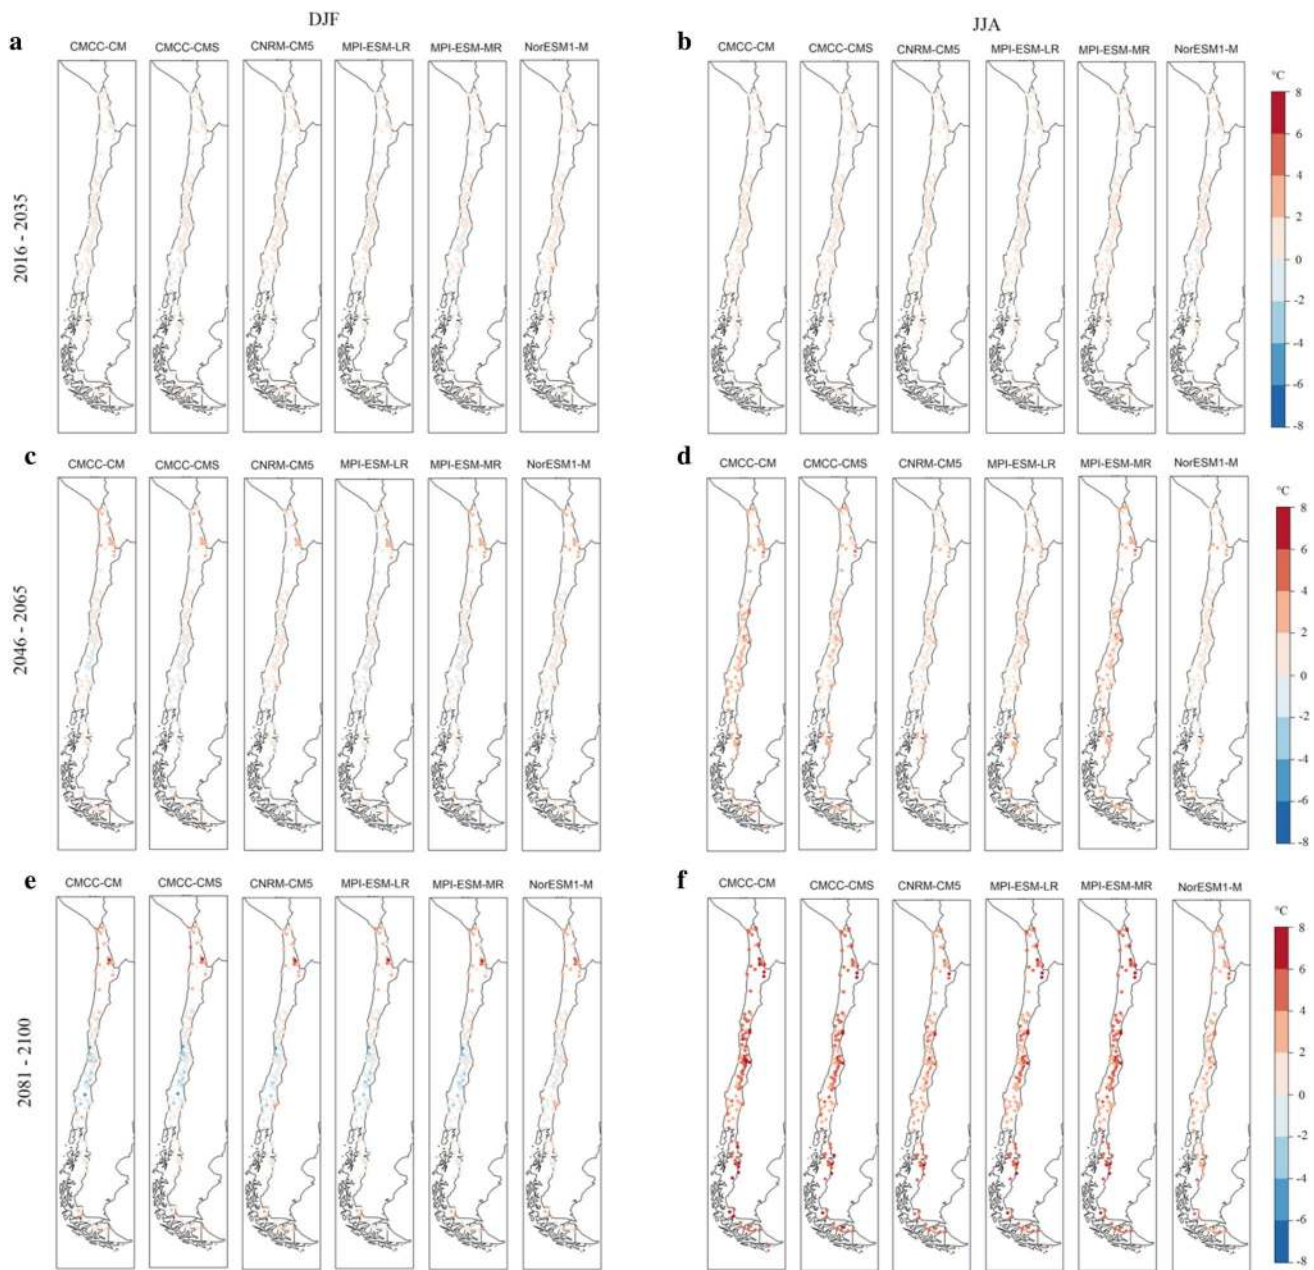 DJF
JJA
a
CMCC-CM CMCC-CMS CNRM-CM5 MPI-ESM-LR MPI-ESM-MR NorESM1-M
b
CMCC-CM CMCC-CMS CNRM-CM5 MPI-ESM-LR MPI-ESM-MR NorESM1-M
2016 - 2035
°C
8
6
4
2
0
-2
-4
-6
-8
c
CMCC-CM CMCC-CMS CNRM-CM5 MPI-ESM-LR MPI-ESM-MR NorESM1-M
d
CMCC-CM CMCC-CMS CNRM-CM5 MPI-ESM-LR MPI-ESM-MR NorESM1-M
2046 - 2065
°C
8
6
4
2
0
-2
-4
-6
-8
e
CMCC-CM CMCC-CMS CNRM-CM5 MPI-ESM-LR MPI-ESM-MR NorESM1-M
f
CMCC-CM CMCC-CMS CNRM-CM5 MPI-ESM-LR MPI-ESM-MR NorESM1-M
2081 - 2100
°C
8
6
4
2
0
-2
-4
-6
-8